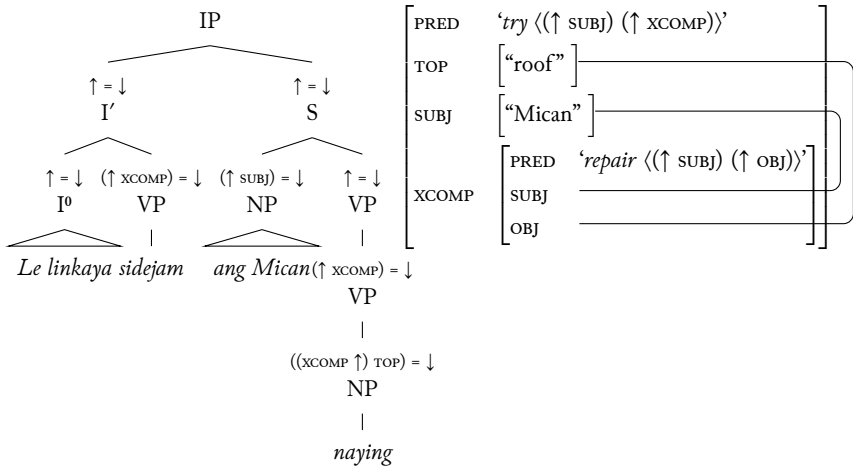 IP
↑ = ↓ ↑ = ↓
I′ S
↑ = ↓ (↑ XCOMP) = ↓ (↑ SUBJ) = ↓ ↑ = ↓
I⁰ VP NP VP
Le linkaya sidejam ang Mican (↑ XCOMP) = ↓
VP
((XCOMP ↑) TOP) = ↓
NP
naying
PRED ‘try ⟨(↑ SUBJ) (↑ XCOMP)⟩’
TOP [“roof”]
SUBJ [“Mican”]
XCOMP
PRED ‘repair ⟨(↑ SUBJ) (↑ OBJ)⟩’
SUBJ
OBJ